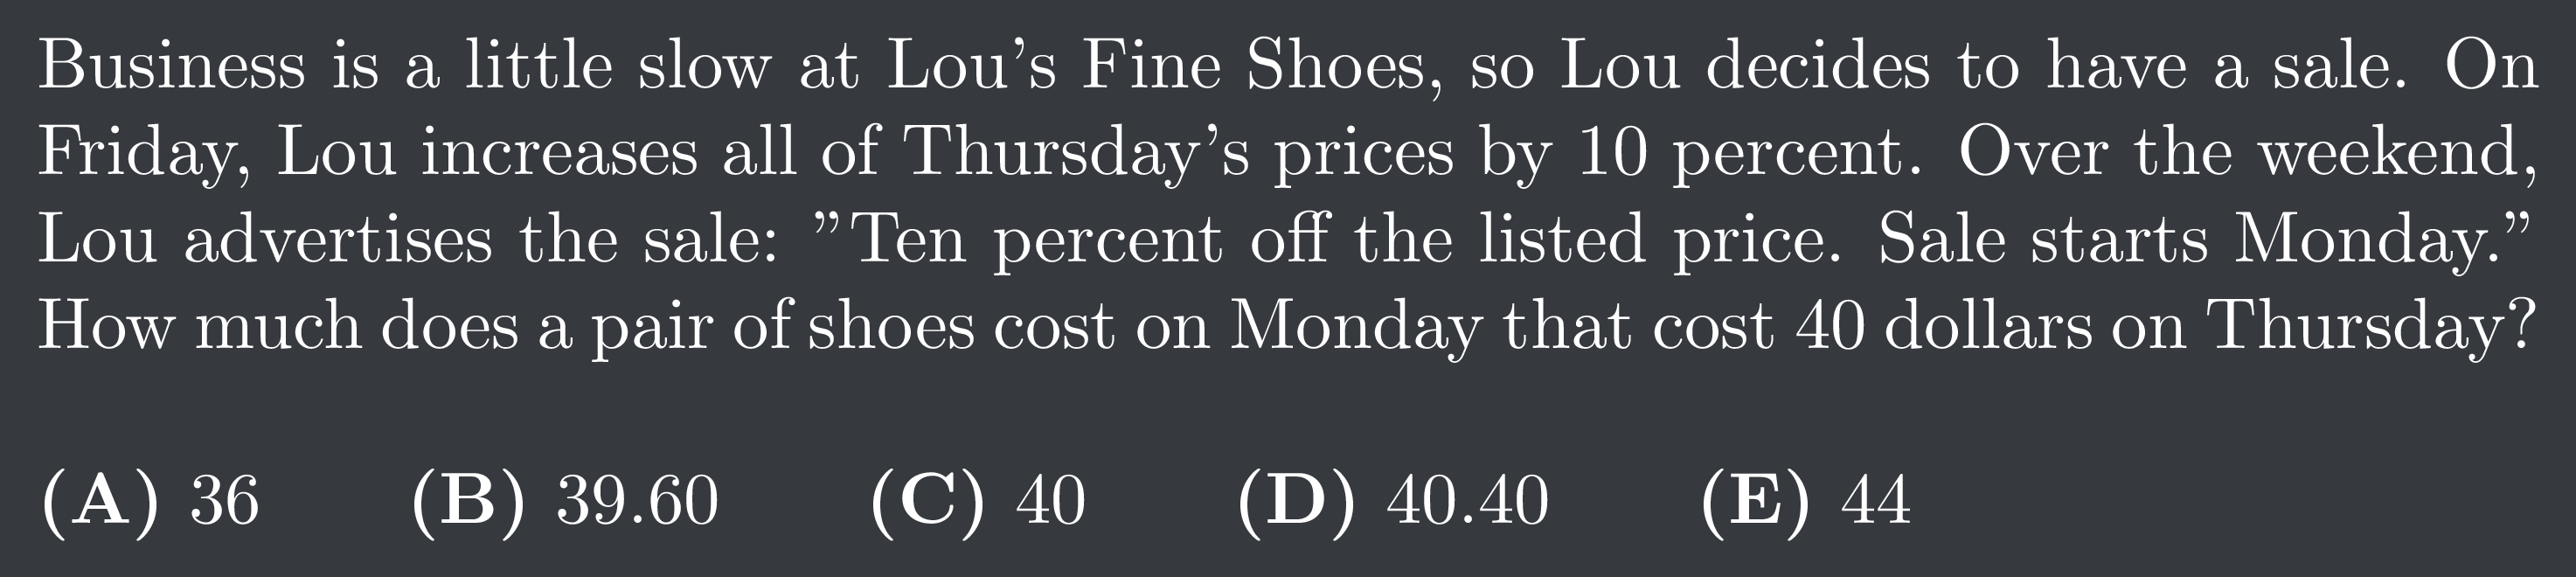 Business is a little slow at Lou’s Fine Shoes, so Lou decides to have a sale. On
Friday, Lou increases all of Thursday’s prices by 10 percent. Over the weekend,
Lou advertises the sale: ”Ten percent off the listed price. Sale starts Monday.”
How much does a pair of shoes cost on Monday that cost 40 dollars on Thursday?
(A) 36 (B) 39.60 (C) 40 (D) 40.40 (E) 44